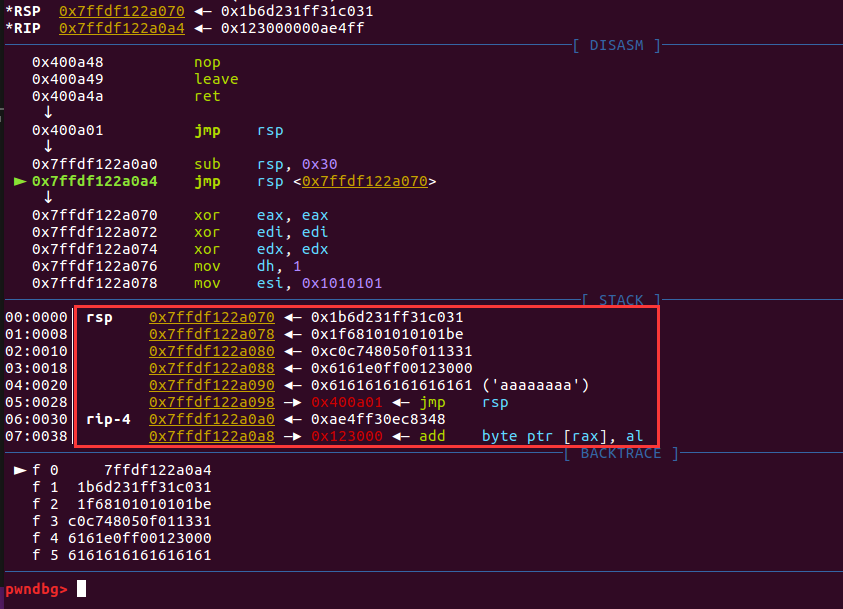 *RSP  0x7ffdf122a070 ◂— 0x1b6d231ff31c031
*RIP  0x7ffdf122a0a4 ◂— 0x123000000ae4ff
[ DISASM ]
0x400a48 nop
0x400a49 leave
0x400a4a ret
↓
0x400a01 jmp rsp
↓
0x7ffdf122a0a0 sub rsp, 0x30
► 0x7ffdf122a0a4 jmp rsp <0x7ffdf122a070>
↓
0x7ffdf122a070 xor eax, eax
0x7ffdf122a072 xor edi, edi
0x7ffdf122a074 xor edx, edx
0x7ffdf122a076 mov dh, 1
0x7ffdf122a078 mov esi, 0x1010101
[ STACK ]
00:0000│ rsp 0x7ffdf122a070 ◂— 0x1b6d231ff31c031
01:0008│ 0x7ffdf122a078 ◂— 0x1f68101010101be
02:0010│ 0x7ffdf122a080 ◂— 0xc0c748050f011331
03:0018│ 0x7ffdf122a088 ◂— 0x6161e0ff00123000
04:0020│ 0x7ffdf122a090 ◂— 0x6161616161616161 ('aaaaaaaa')
05:0028│ 0x7ffdf122a098 —▸ 0x400a01 ◂— jmp rsp
06:0030│ rip-4 0x7ffdf122a0a0 ◂— 0xae4ff30ec8348
07:0038│ 0x7ffdf122a0a8 —▸ 0x123000 ◂— add byte ptr [rax], al
[ BACKTRACE ]
► f 0 7ffdf122a0a4
f 1 1b6d231ff31c031
f 2 1f68101010101be
f 3 c0c748050f011331
f 4 6161e0ff00123000
f 5 6161616161616161
pwndbg>